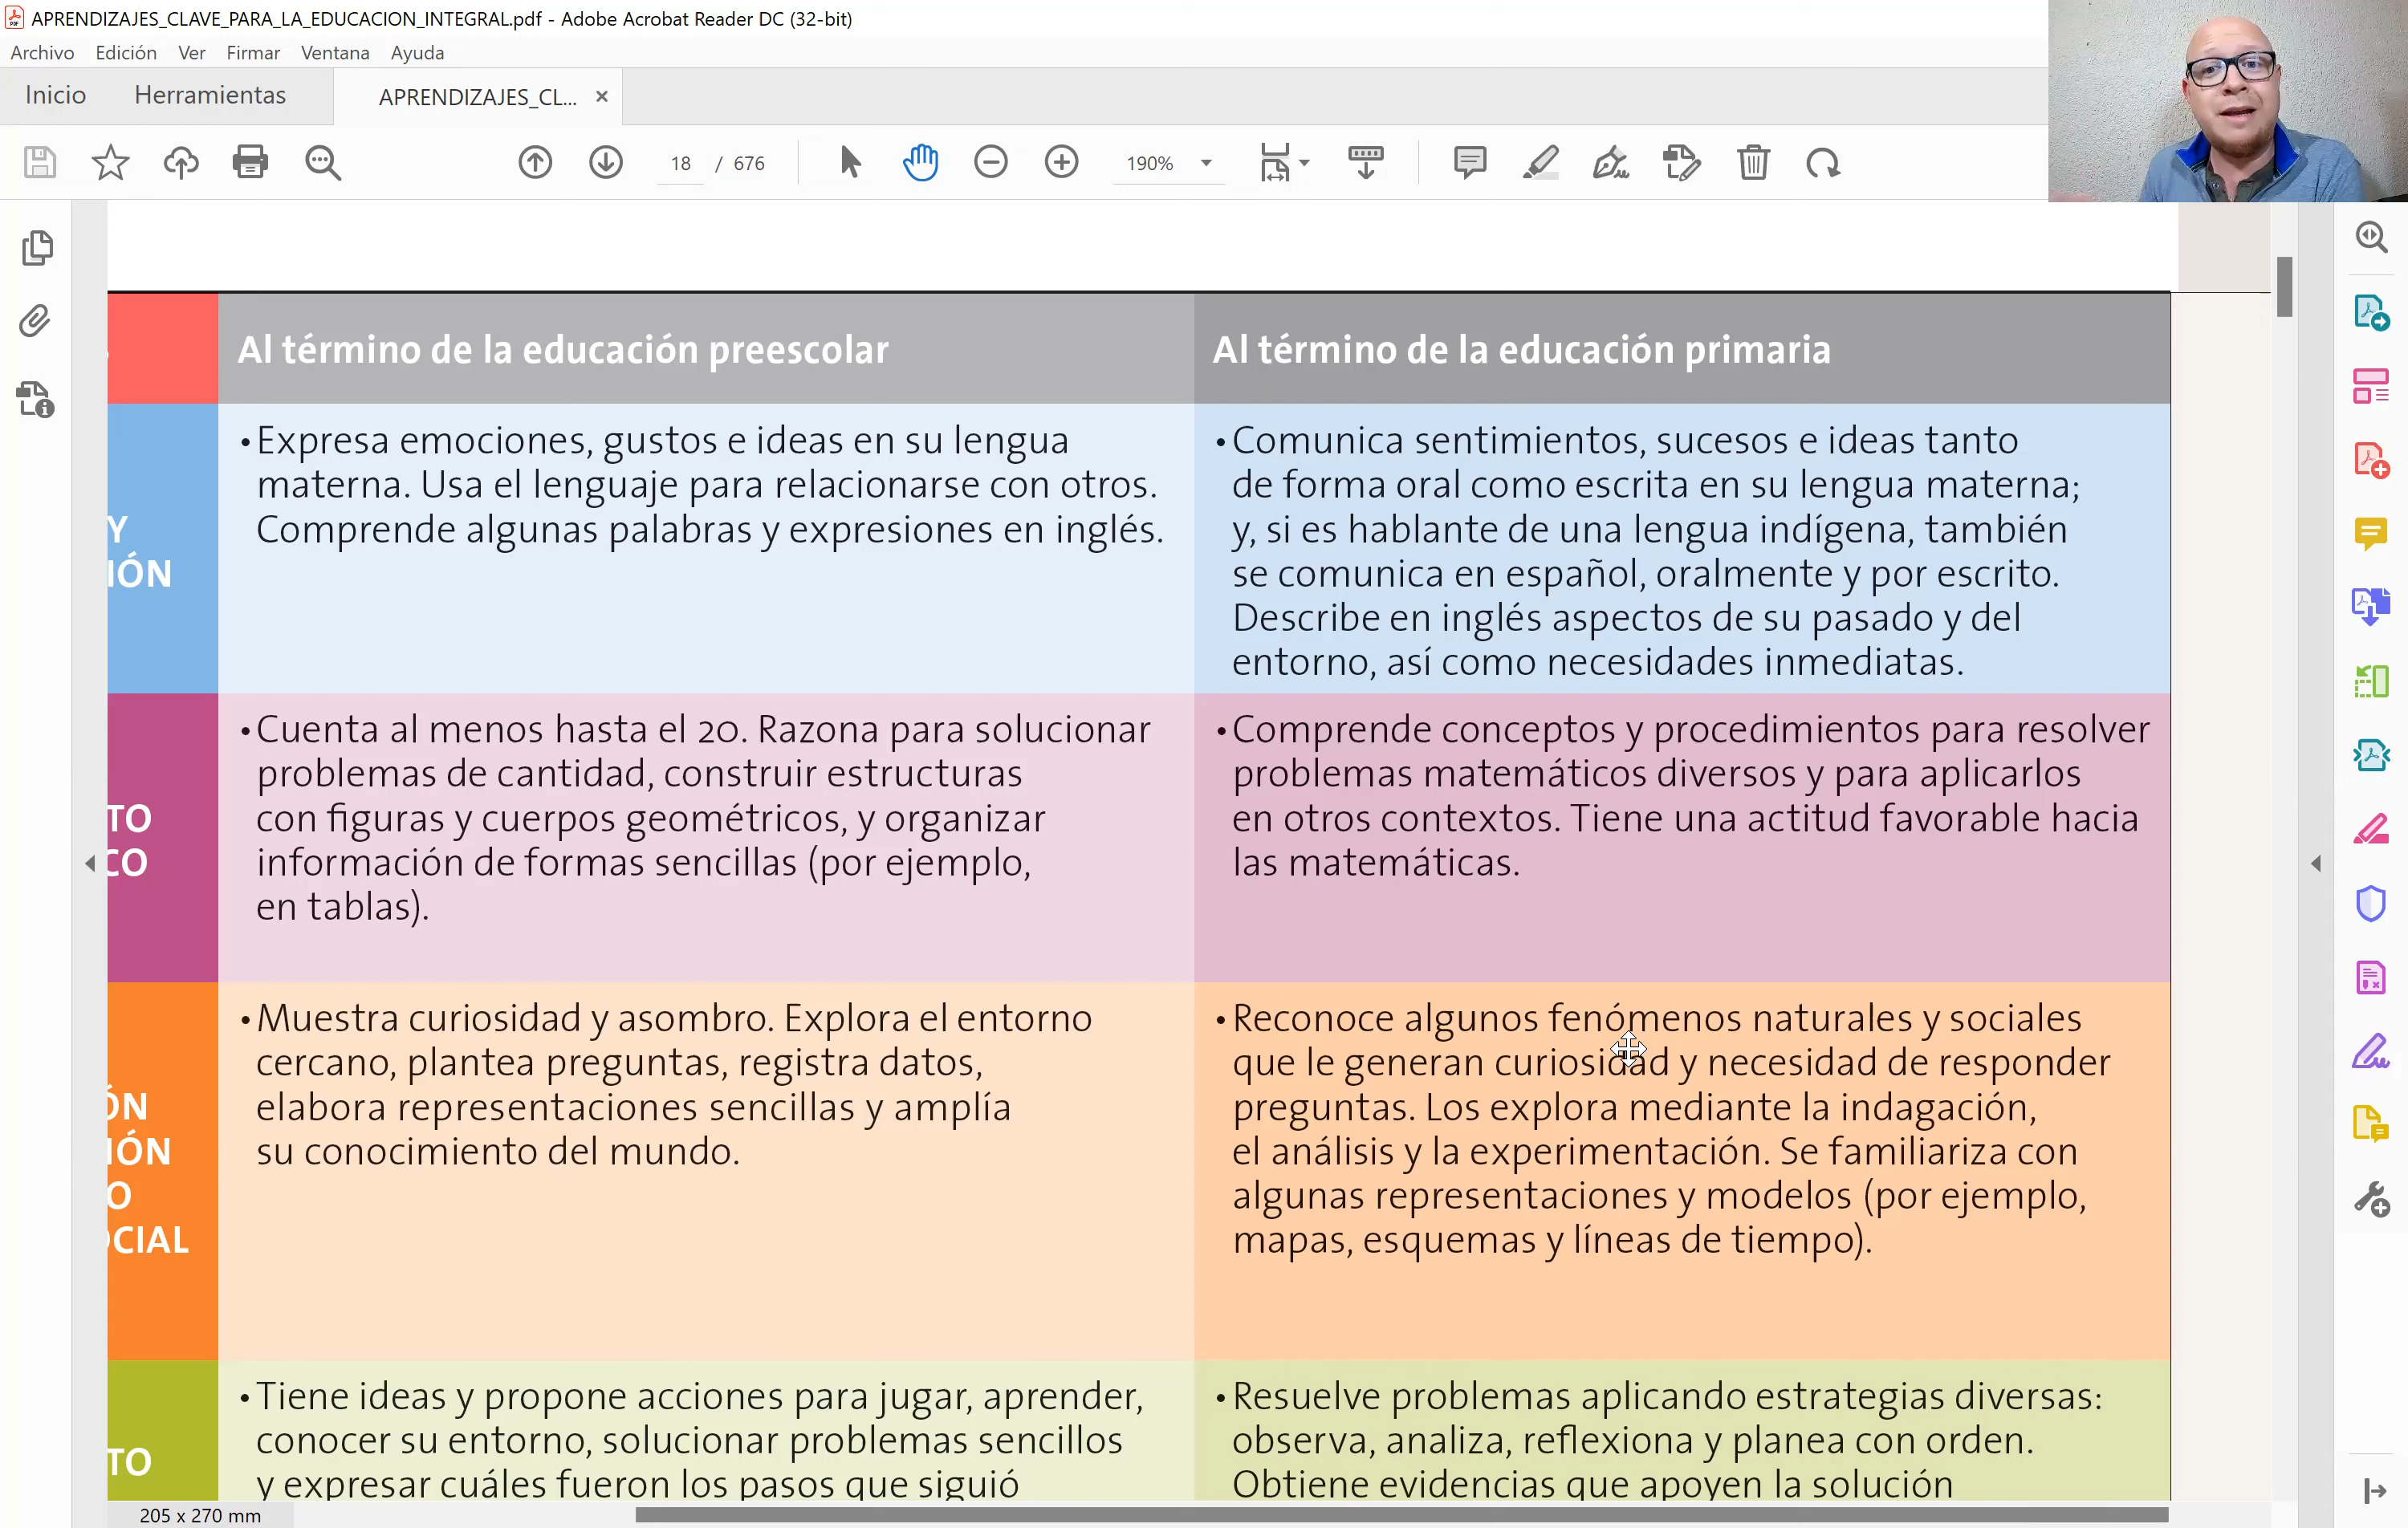 APRENDIZAJES_CLAVE_PARA_LA_EDUCACION_INTEGRAL.pdf - Adobe Acrobat Reader DC (32-bit)
Archivo Edición Ver Firmar Ventana Ayuda
Inicio Herramientas APRENDIZAJES_CL... ×
18 / 676 190%
Al término de la educación preescolar
Al término de la educación primaria
Y
IÓN
• Expresa emociones, gustos e ideas en su lengua
materna. Usa el lenguaje para relacionarse con otros.
Comprende algunas palabras y expresiones en inglés.
• Comunica sentimientos, sucesos e ideas tanto
de forma oral como escrita en su lengua materna;
y, si es hablante de una lengua indígena, también
se comunica en español, oralmente y por escrito.
Describe en inglés aspectos de su pasado y del
entorno, así como necesidades inmediatas.
TO
CO
• Cuenta al menos hasta el 20. Razona para solucionar
problemas de cantidad, construir estructuras
con figuras y cuerpos geométricos, y organizar
información de formas sencillas (por ejemplo,
en tablas).
• Comprende conceptos y procedimientos para resolver
problemas matemáticos diversos y para aplicarlos
en otros contextos. Tiene una actitud favorable hacia
las matemáticas.
ÓN
IÓN
O
OCIAL
• Muestra curiosidad y asombro. Explora el entorno
cercano, plantea preguntas, registra datos,
elabora representaciones sencillas y amplía
su conocimiento del mundo.
• Reconoce algunos fenómenos naturales y sociales
que le generan curiosidad y necesidad de responder
preguntas. Los explora mediante la indagación,
el análisis y la experimentación. Se familiariza con
algunas representaciones y modelos (por ejemplo,
mapas, esquemas y líneas de tiempo).
TO
• Tiene ideas y propone acciones para jugar, aprender,
conocer su entorno, solucionar problemas sencillos
y expresar cuáles fueron los pasos que siguió
• Resuelve problemas aplicando estrategias diversas:
observa, analiza, reflexiona y planea con orden.
Obtiene evidencias que apoyen la solución
205 x 270 mm